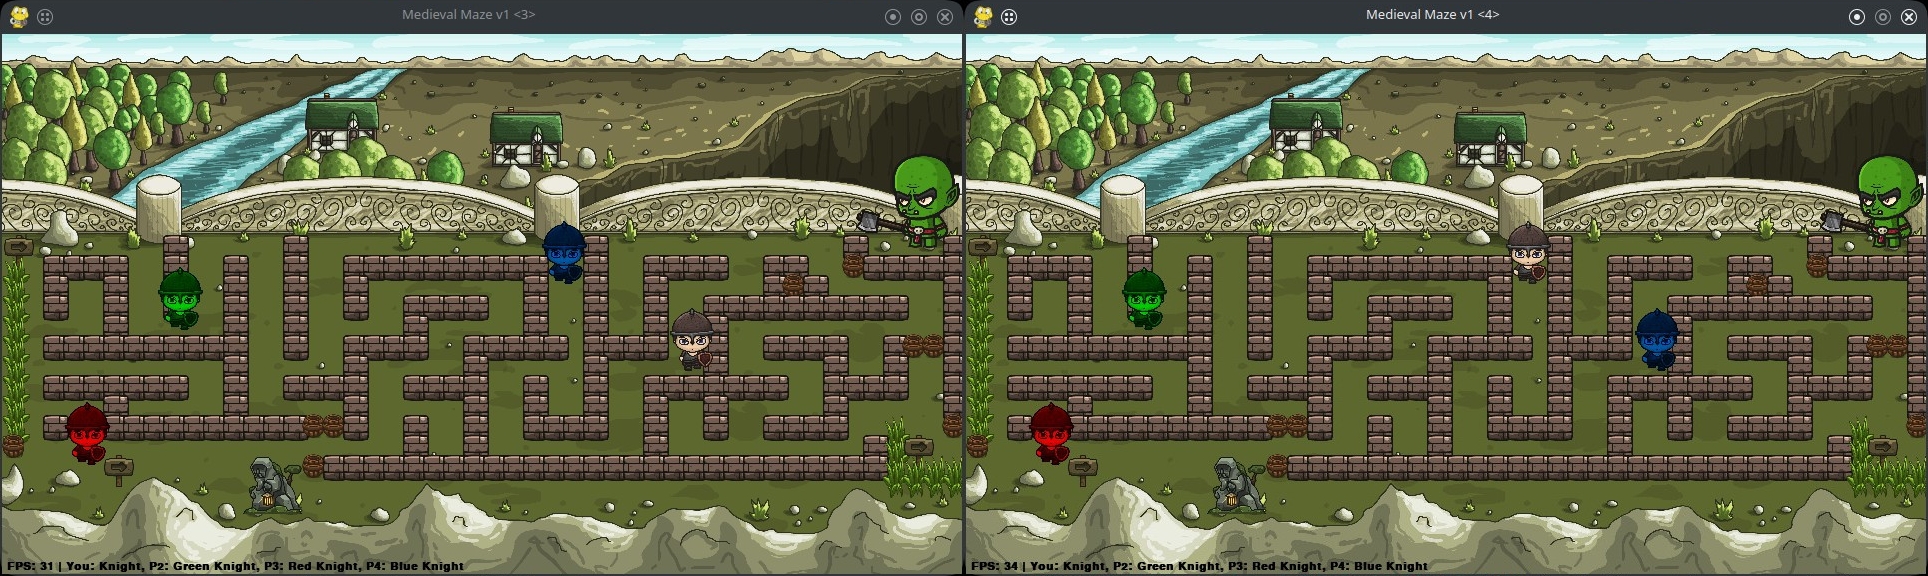 Medieval Maze v1 <3>
Medieval Maze v1 <4>
FPS: 31 | You: Knight, P2: Green Knight, P3: Red Knight, P4: Blue Knight
FPS: 34 | You: Knight, P2: Green Knight, P3: Red Knight, P4: Blue Knight